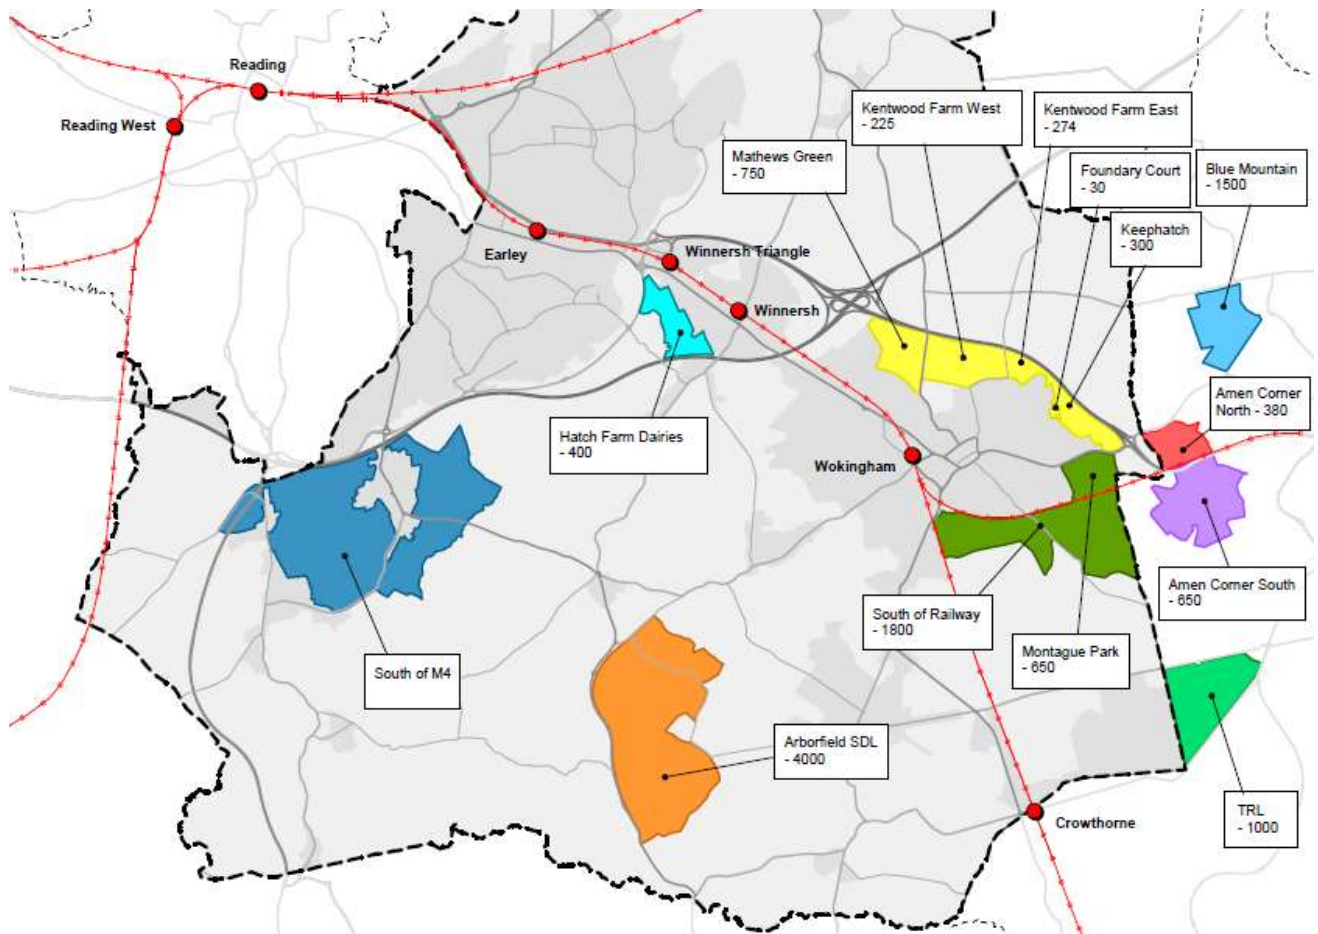 Reading
Reading West
Kentwood Farm West
- 225
Kentwood Farm East
- 274
Mathews Green
- 750
Foundary Court
- 30
Blue Mountain
- 1500
Keephatch
- 300
Earley
Winnersh Triangle
Winnersh
Amen Corner
North - 380
Hatch Farm Dairies
- 400
Wokingham
Amen Corner South
- 650
South of Railway
- 1800
Montague Park
- 650
South of M4
Arborfield SDL
- 4000
TRL
- 1000
Crowthorne